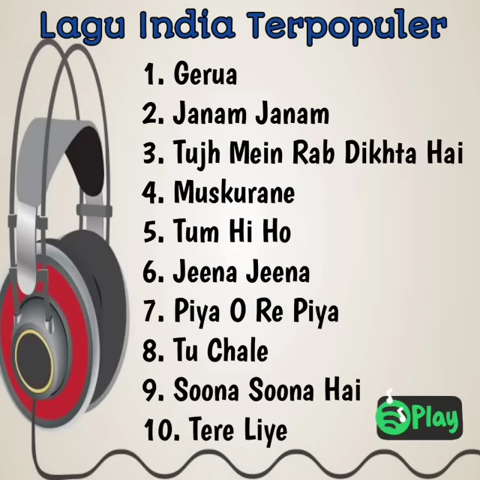 Lagu India Terpopuler
1. Gerua
2. Janam Janam
3. Tujh Mein Rab Dikhta Hai
4. Muskurane
5. Tum Hi Ho
6. Jeena Jeena
7. Piya O Re Piya
8. Tu Chale
9. Soona Soona Hai
10. Tere Liye
Play